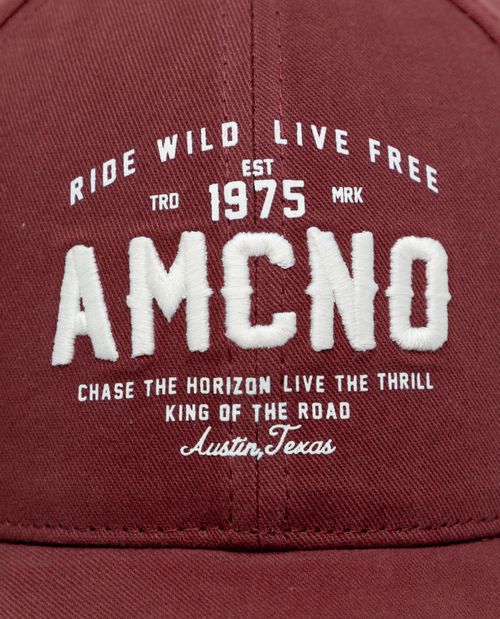 RIDE WILD LIVE FREE
EST
TRD 1975 MRK
AMCNO
CHASE THE HORIZON LIVE THE THRILL
KING OF THE ROAD
Austin, Texas